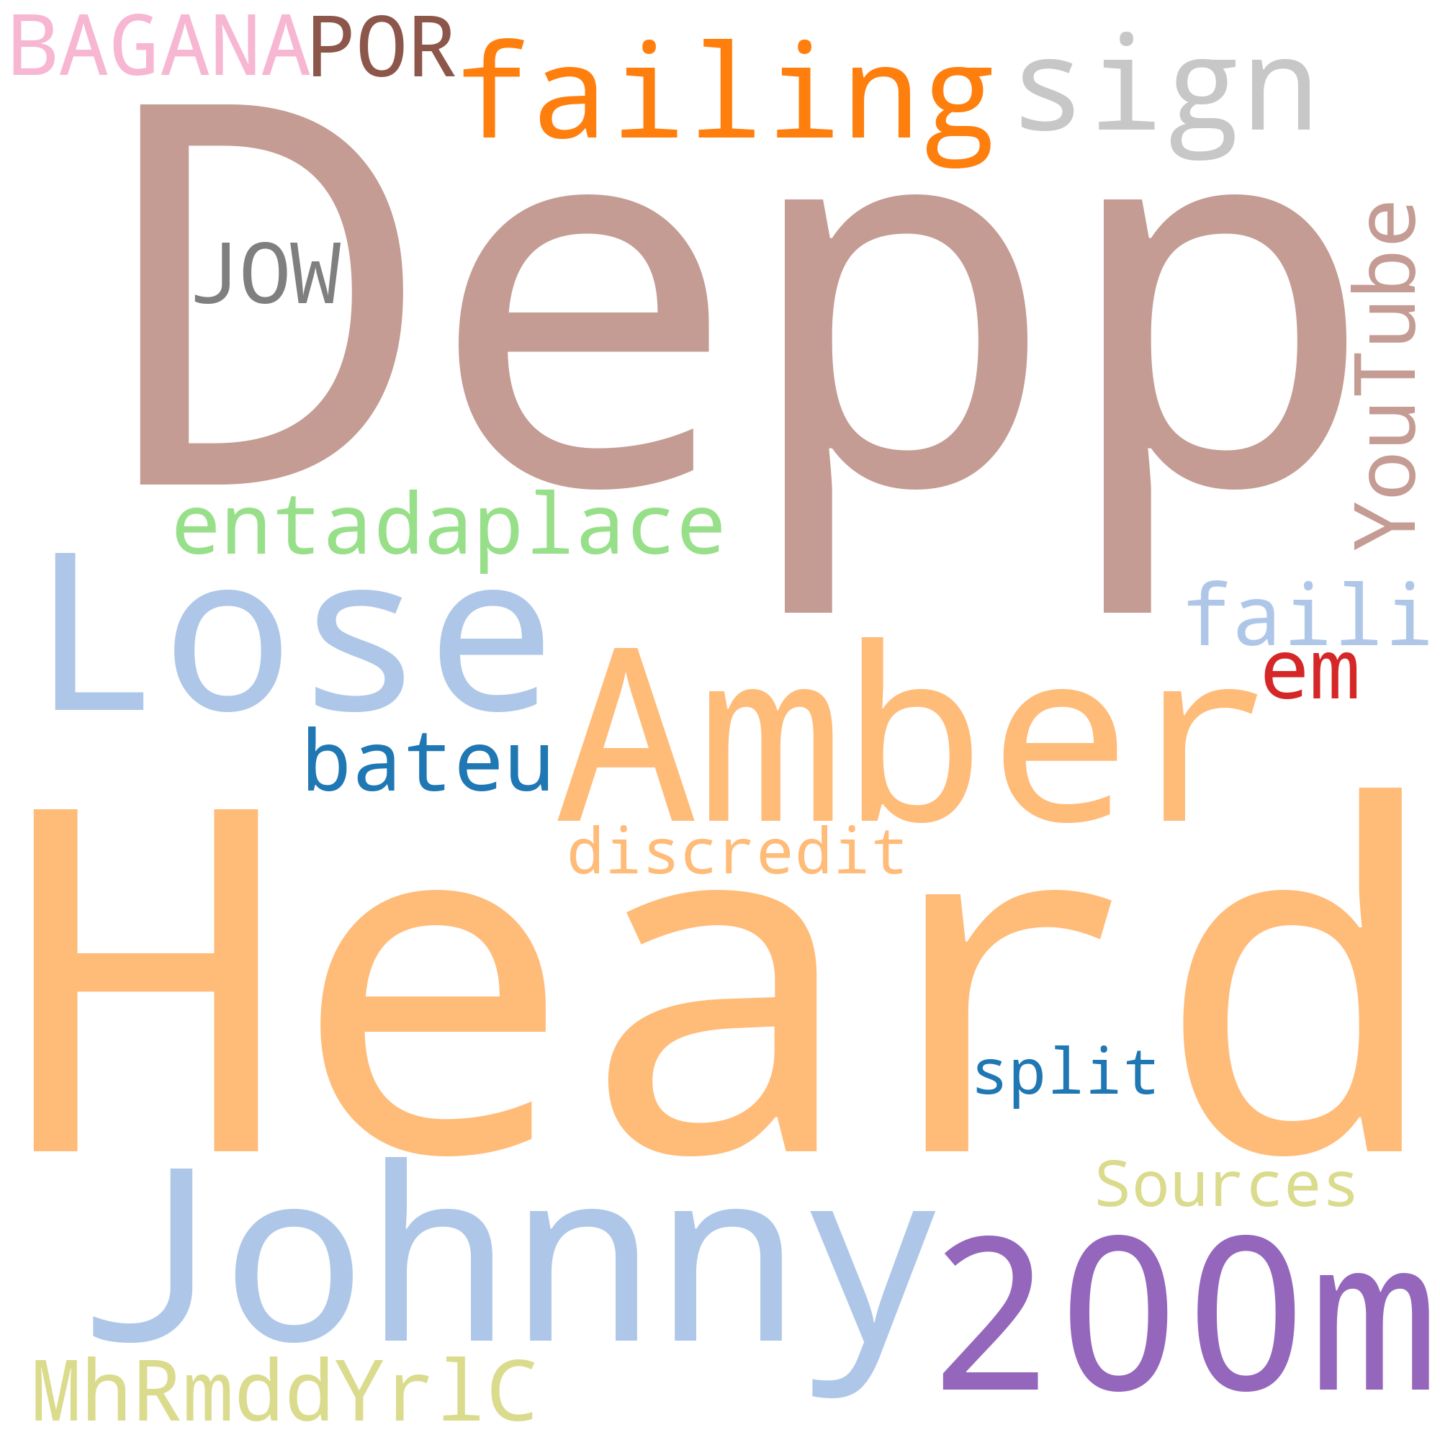 BAGANA POR failing sign
Depp
JOW
YouTube
entadaplace
Lose
faili
em
Amber
bateu
discredit
Heard
split
Johnny
Sources
200m
MhRmddYrlC